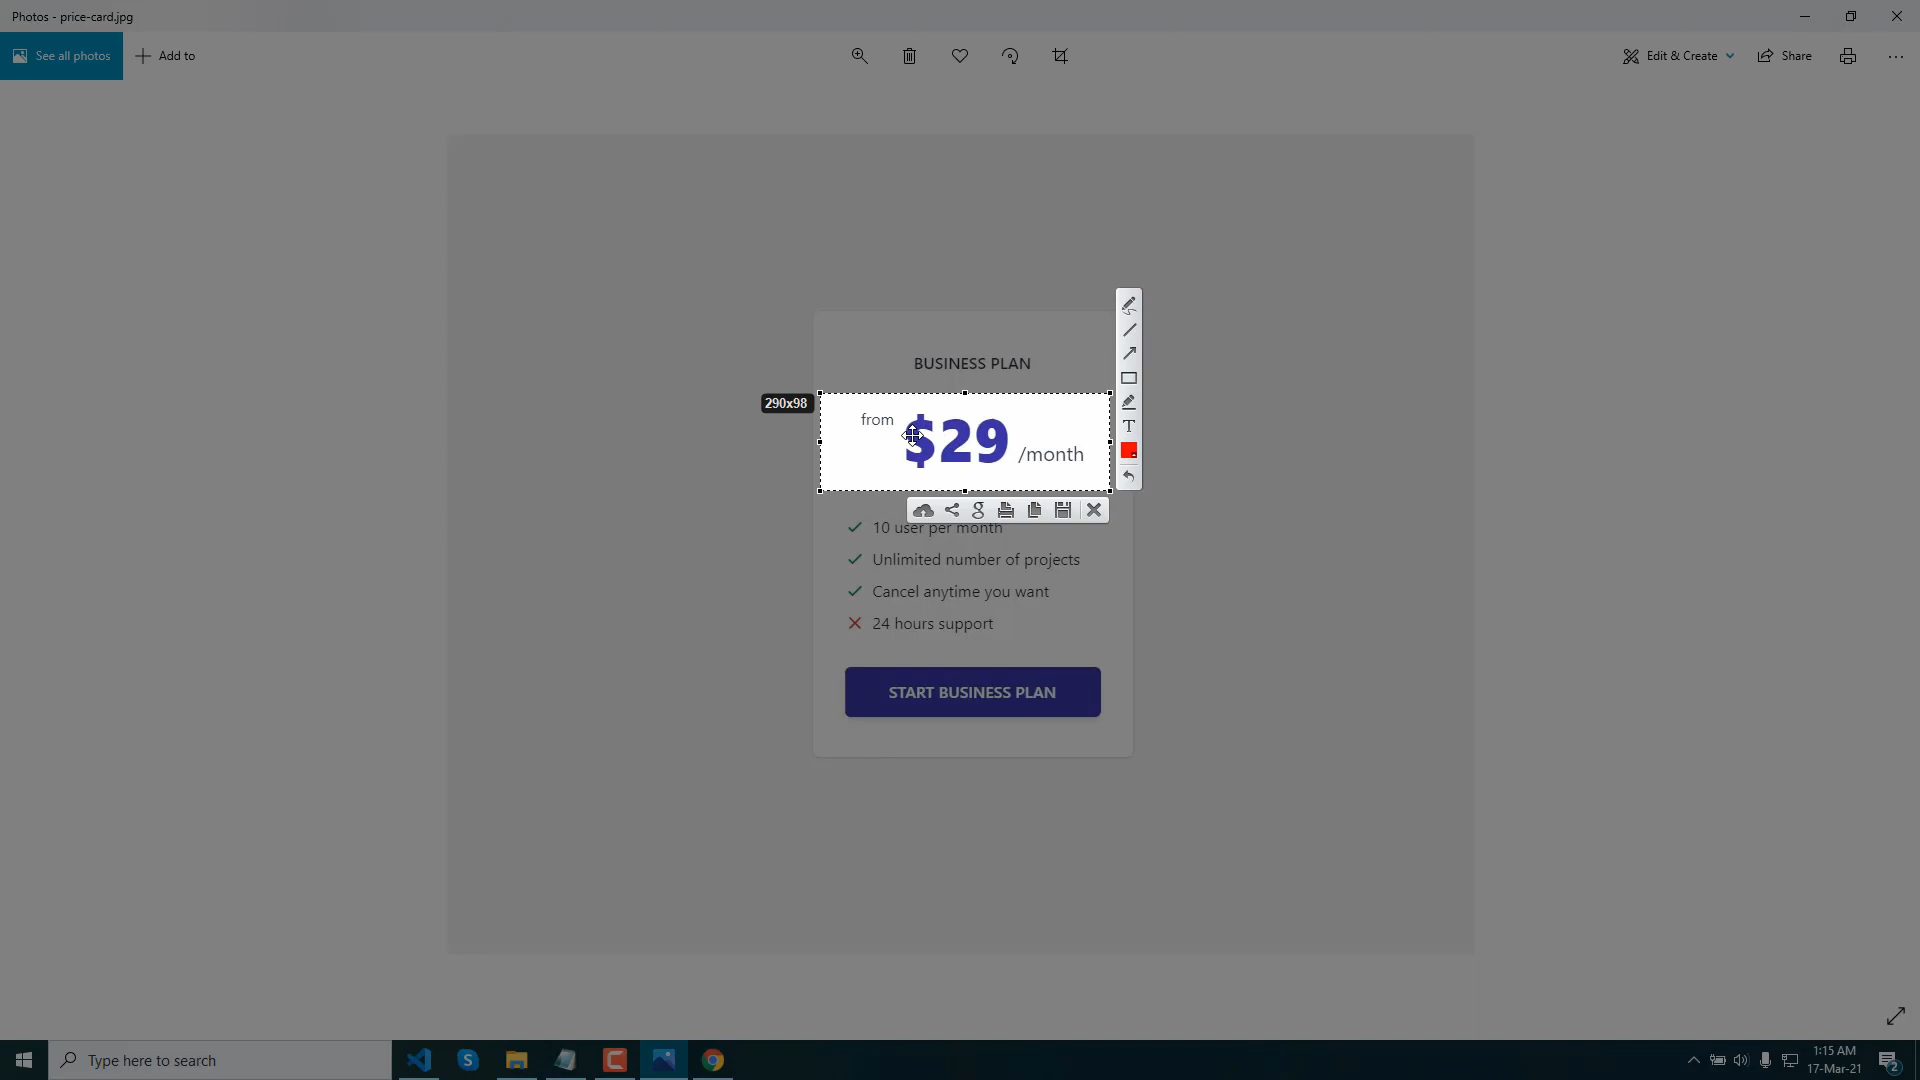 Photos - price-card.jpg
See all photos
Add to
Edit & Create
Share
BUSINESS PLAN
290x98
from $29 /month
T
g
10 user per month
Unlimited number of projects
Cancel anytime you want
24 hours support
START BUSINESS PLAN
Type here to search
1:15 AM
17-Mar-21
2